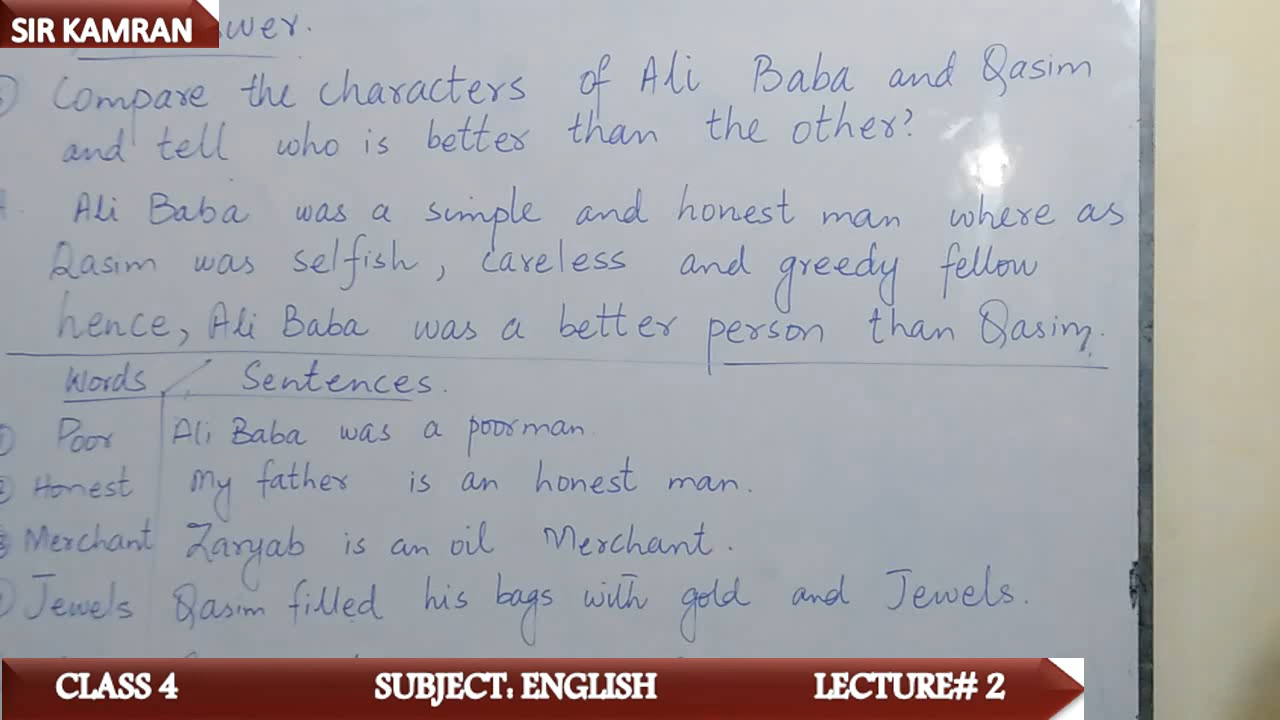 SIR KAMRAN
swer.
Compare the characters of Ali Baba and Qasim
and tell who is better than the other?
Ali Baba was a simple and honest man where as
Qasim was selfish, careless and greedy fellow
hence, Ali Baba was a better person than Qasim.
Words Sentences.
Poor Ali Baba was a poor man.
Honest My father is an honest man.
Merchant Zaryab is an oil Merchant.
Jewels Qasim filled his bags with gold and Jewels.
CLASS 4 SUBJECT: ENGLISH LECTURE# 2